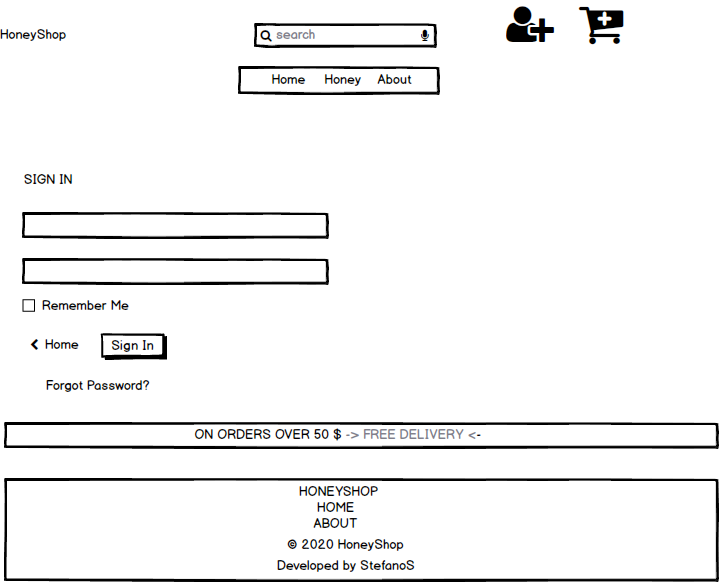 HoneyShop
search
Home Honey About
SIGN IN
Remember Me
Home
Sign In
Forgot Password?
ON ORDERS OVER 50 $ -> FREE DELIVERY <-
HONEYSHOP
HOME
ABOUT
© 2020 HoneyShop
Developed by StefanoS